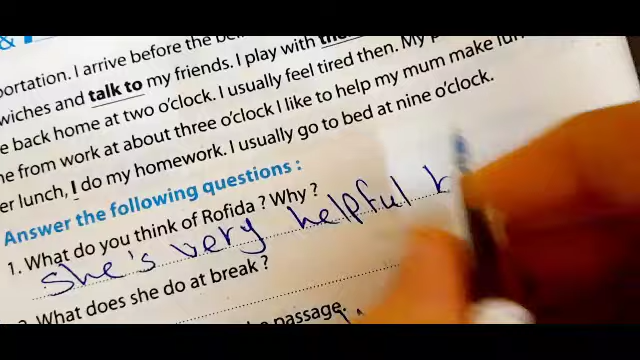 portation. I arrive before the
wiches and talk to my friends. I play with
e back home at two o'clock. I usually feel tired then. My
ne from work at about three o'clock I like to help my mum make lun
er lunch, I do my homework. I usually go to bed at nine o'clock.
Answer the following questions :
1. What do you think of Rofida ? Why ?
She's very helpful
What does she do at break ?
passage.